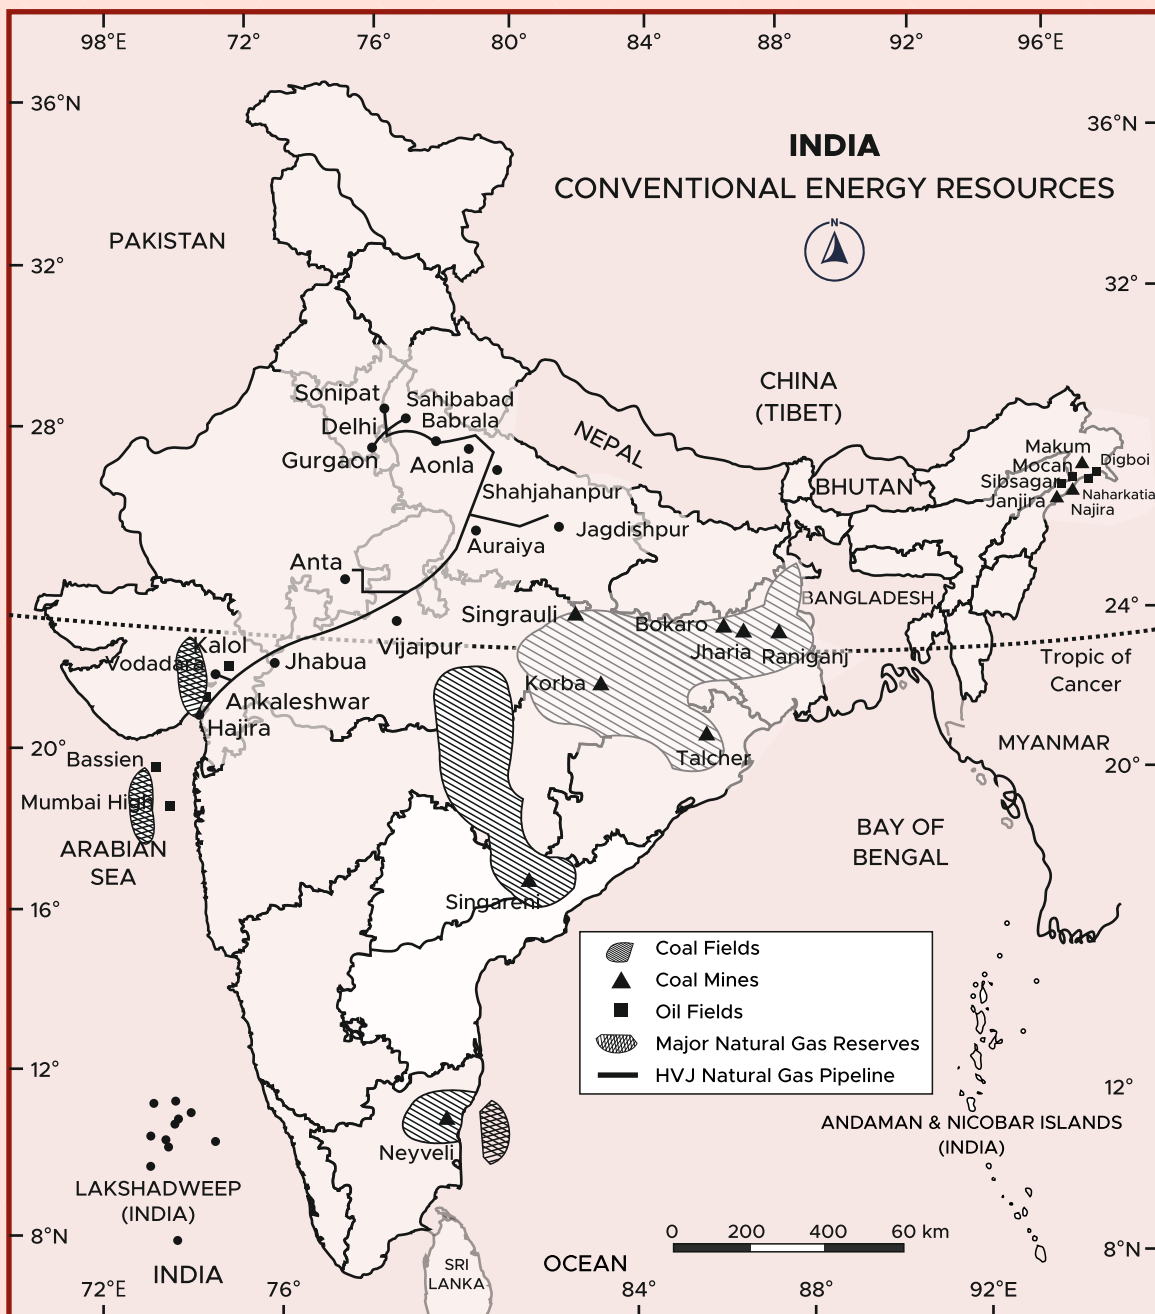 98°E 72° 76° 80° 84° 88° 92° 96°E
36°N
36°N
INDIA
CONVENTIONAL ENERGY RESOURCES
N
PAKISTAN
32°
32°
CHINA
(TIBET)
Sonipat
Sahibabad
Delhi
Babrala
28°
NEPAL
Gurgaon
Aonla
Makum
Mocah
Digboi
Sibsagar
BHUTAN
Shahjahanpur
Janjira
Naharkatia
Najira
Jagdishpur
Auraiya
Anta
BANGLADESH
24°
24°
Singrauli
Bokaro
Kalol
Vijaipur
Jharia
Raniganj
Vodadara
Jhabua
Tropic of
Cancer
Korba
Ankaleshwar
Hajira
20°
MYANMAR
Bassien
Talcher
20°
Mumbai High
BAY OF
BENGAL
ARABIAN
SEA
Singareni
16°
Coal Fields
Coal Mines
Oil Fields
Major Natural Gas Reserves
HVJ Natural Gas Pipeline
12°
12°
ANDAMAN & NICOBAR ISLANDS
(INDIA)
Neyveli
LAKSHADWEEP
(INDIA)
0 200 400 60 km
8°N
8°N
SRI
LANKA
OCEAN
INDIA
72°E 76° 84° 88° 92°E